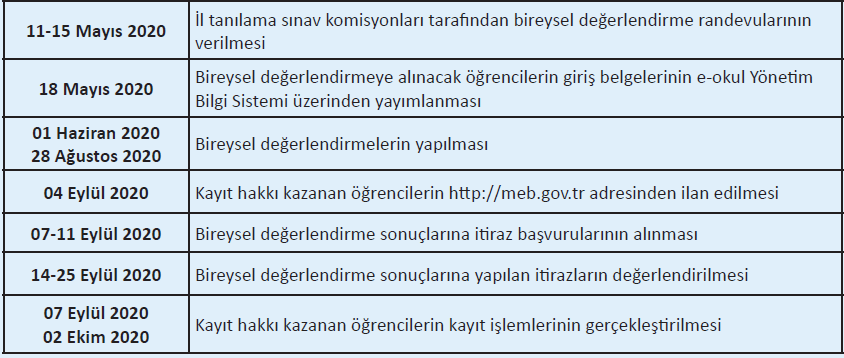 11-15 Mayıs 2020
İl tanılama sınav komisyonları tarafından bireysel değerlendirme randevularının
verilmesi
18 Mayıs 2020
Bireysel değerlendirmeye alınacak öğrencilerin giriş belgelerinin e-okul Yönetim
Bilgi Sistemi üzerinden yayımlanması
01 Haziran 2020
28 Ağustos 2020
Bireysel değerlendirmelerin yapılması
04 Eylül 2020
Kayıt hakkı kazanan öğrencilerin http://meb.gov.tr adresinden ilan edilmesi
07-11 Eylül 2020
Bireysel değerlendirme sonuçlarına itiraz başvurularının alınması
14-25 Eylül 2020
Bireysel değerlendirme sonuçlarına yapılan itirazların değerlendirilmesi
07 Eylül 2020
02 Ekim 2020
Kayıt hakkı kazanan öğrencilerin kayıt işlemlerinin gerçekleştirilmesi